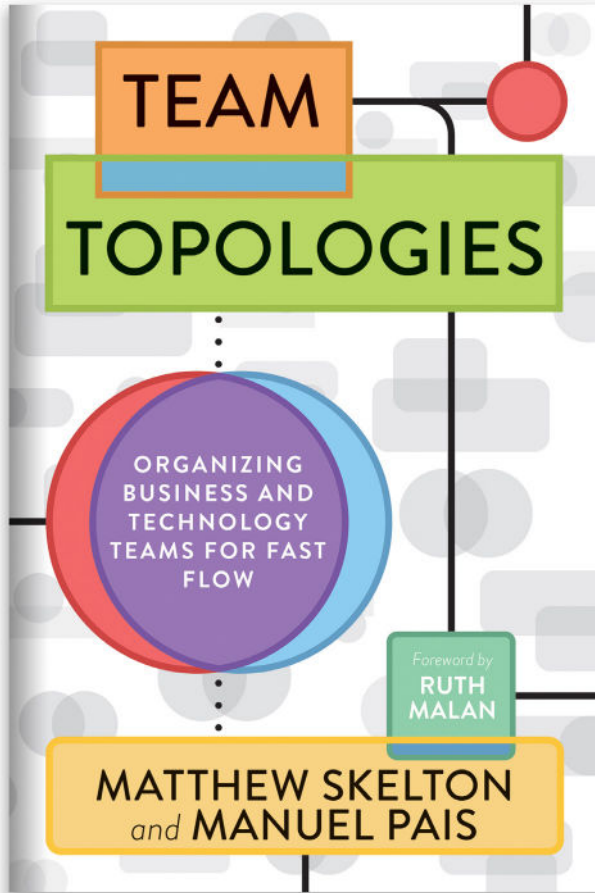 TEAM
TOPOLOGIES
ORGANIZING
BUSINESS AND
TECHNOLOGY
TEAMS FOR FAST
FLOW
Foreword by
RUTH
MALAN
MATTHEW SKELTON
and MANUEL PAIS